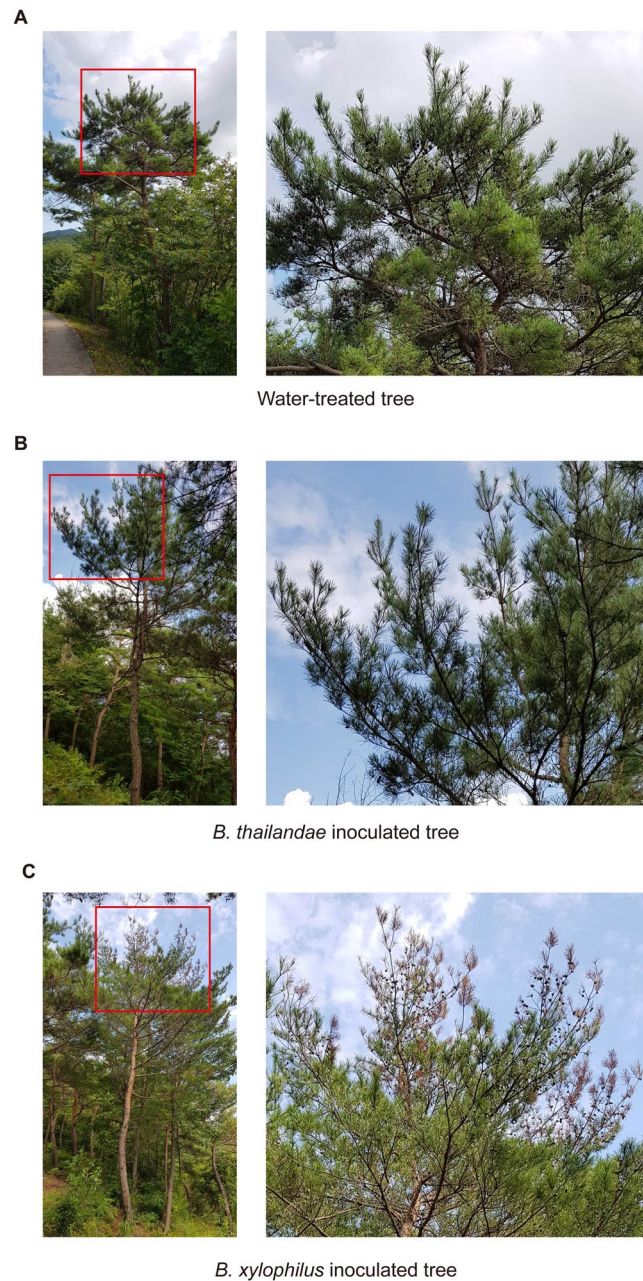 A
Water-treated tree
B
B. thailandae inoculated tree
C
B. xylophilus inoculated tree